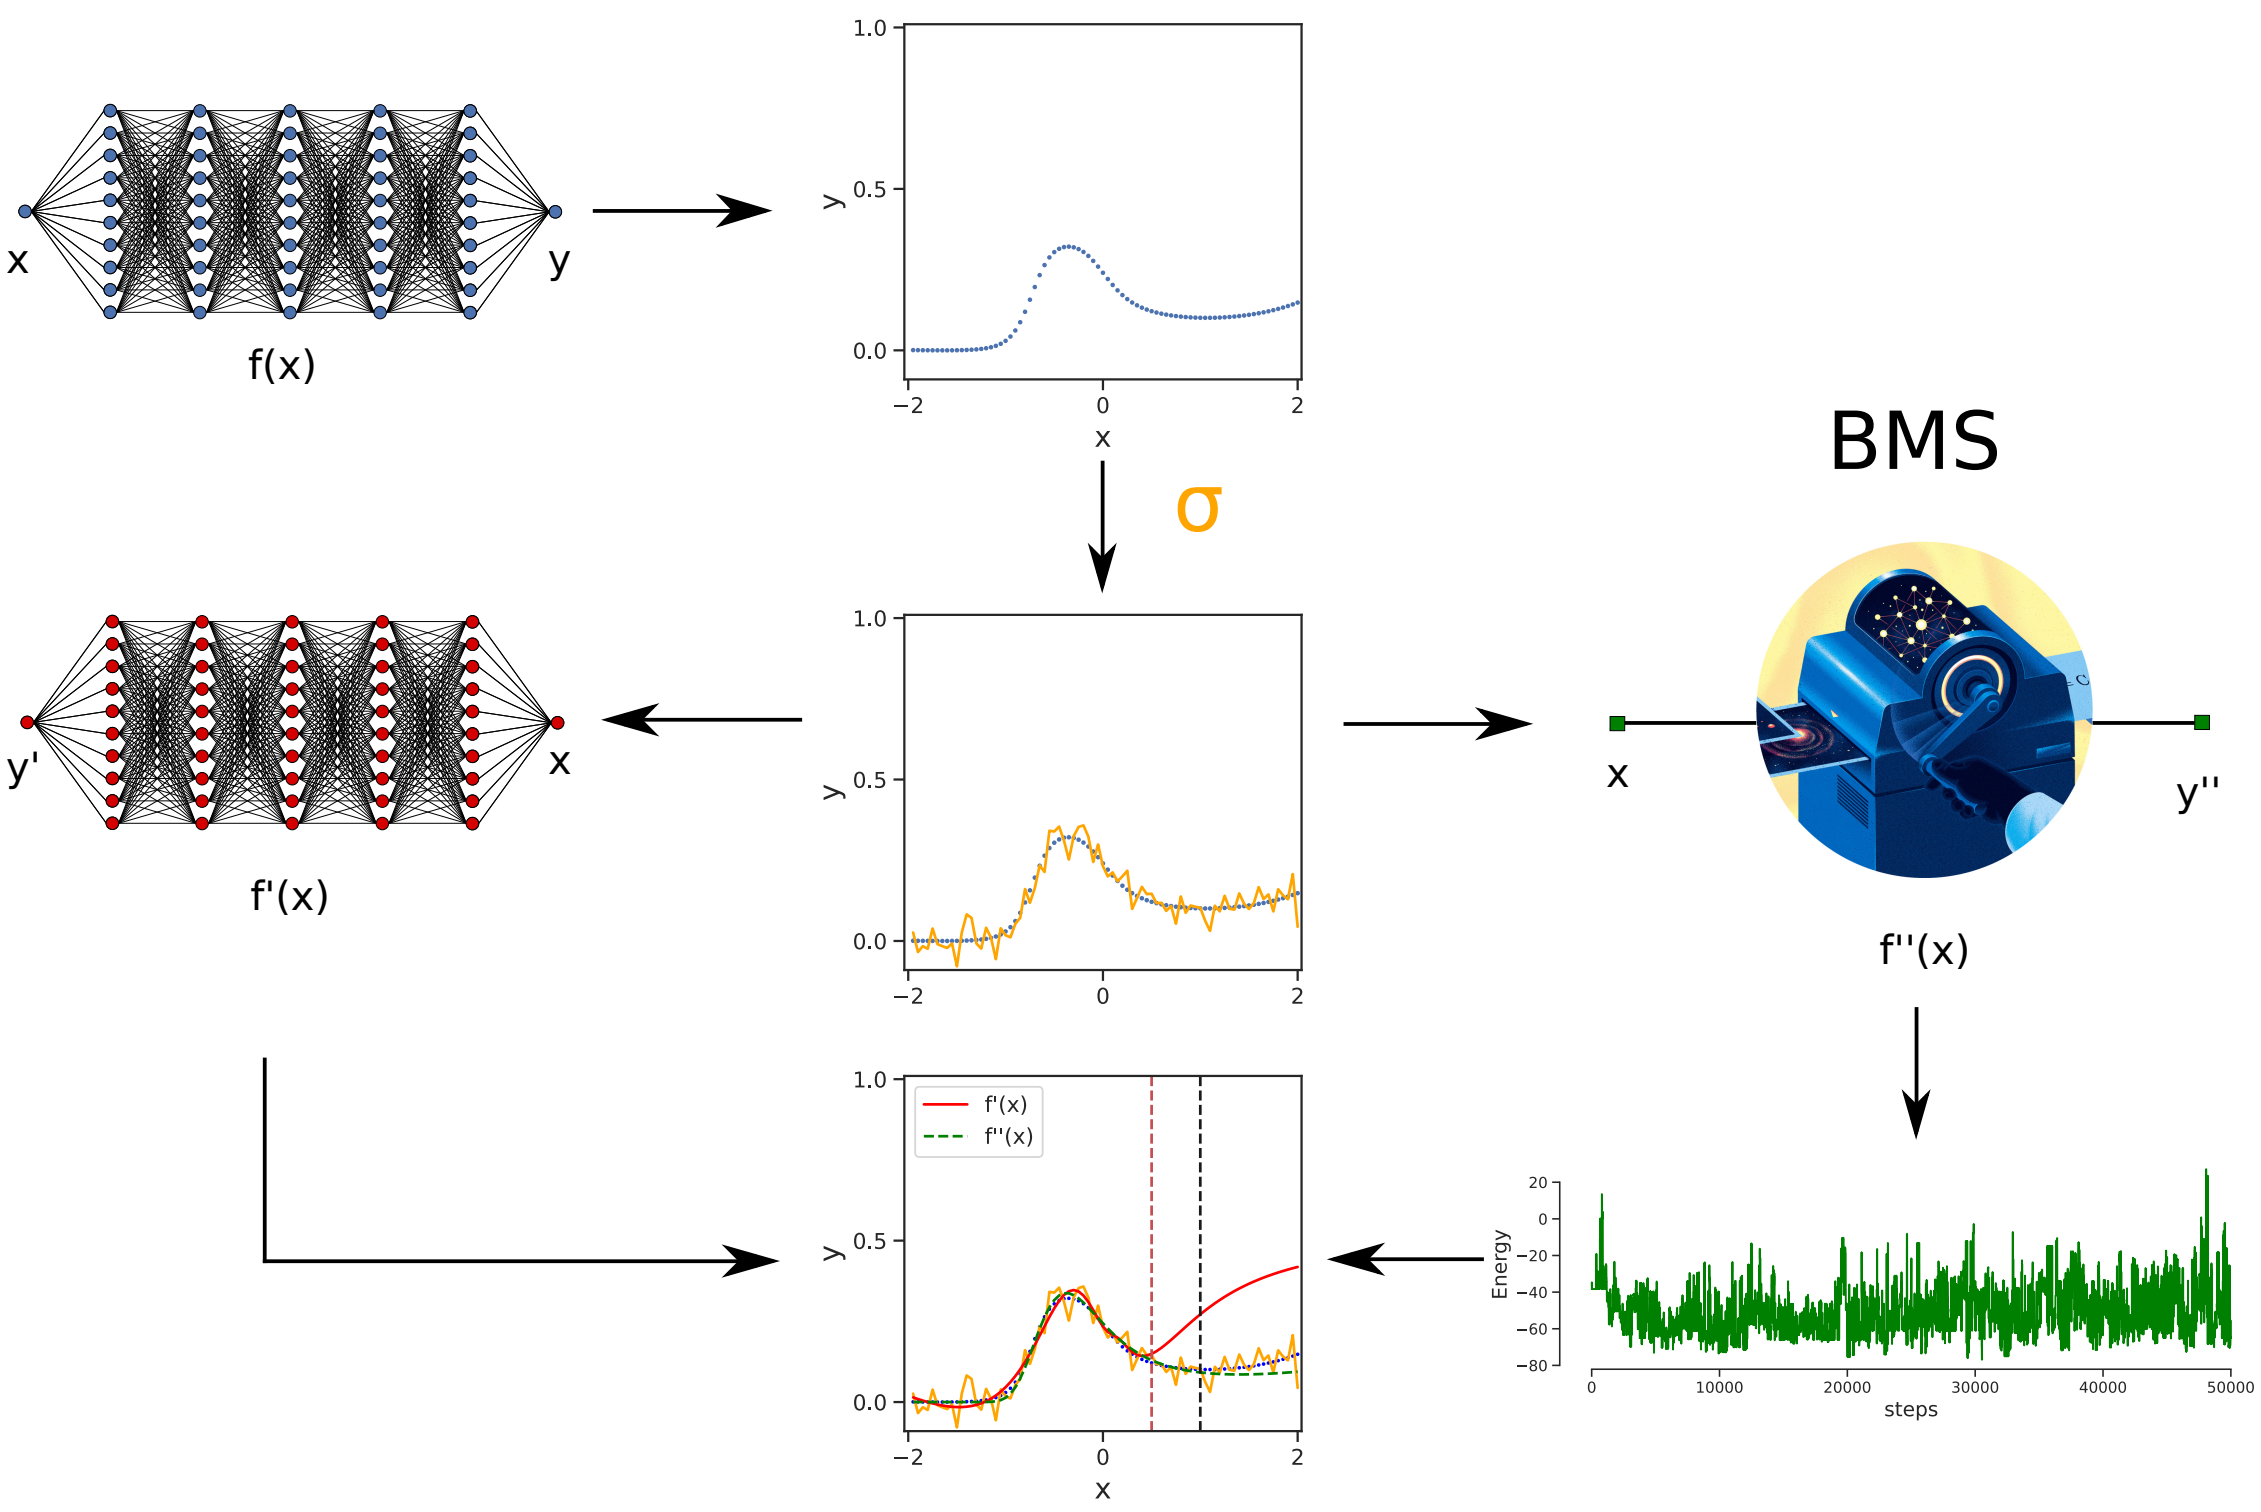 x
y
f(x)
1.0
0.5
0.0
y
−2 0 2
x
σ
BMS
y'
x
f'(x)
1.0
0.5
0.0
y
−2 0 2
x
y''
f''(x)
1.0
0.5
0.0
y
f'(x)
f''(x)
−2 0 2
x
20
0
−20
−40
−60
−80
Energy
0 10000 20000 30000 40000 50000
steps